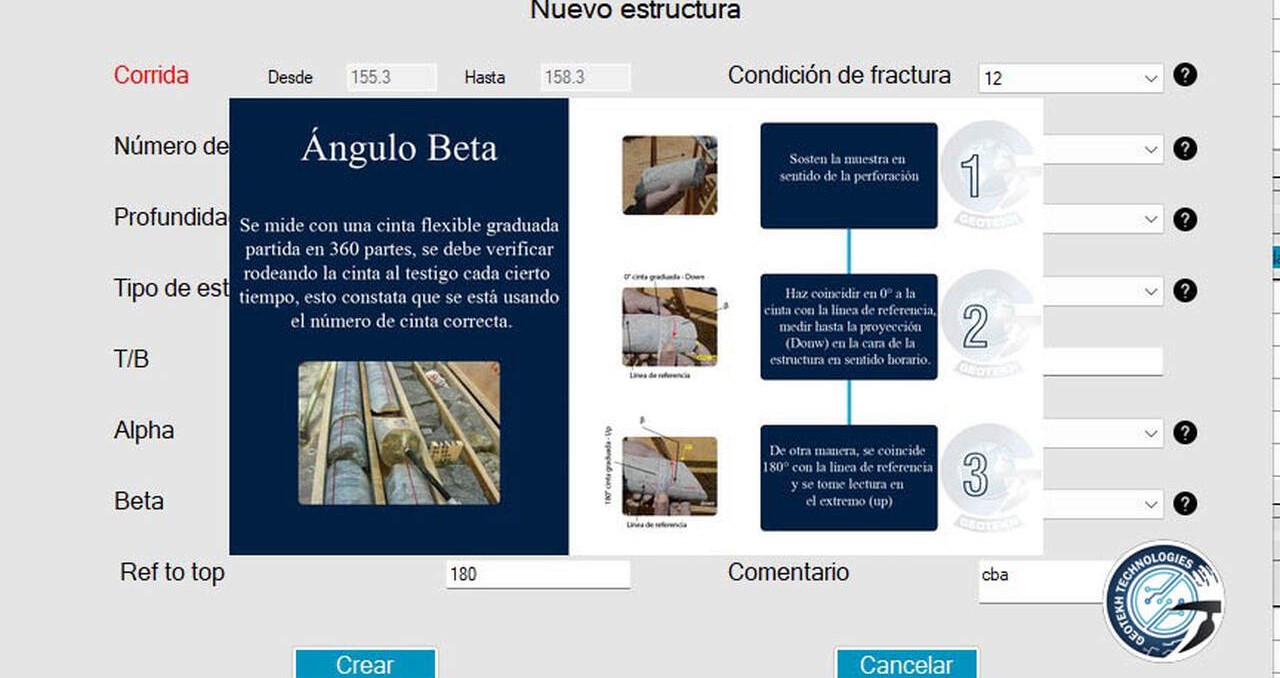 Nuevo estructura
Corrida
Desde
155.3
Hasta
158.3
Condición de fractura
12
?
Número de
?
Profundida
?
Tipo de est
?
T/B
Alpha
?
Beta
?
Ángulo Beta
Se mide con una cinta flexible graduada
partida en 360 partes, se debe verificar
rodeando la cinta al testigo cada cierto
tiempo, esto constata que se está usando
el número de cinta correcta.
Sosten la muestra en
sentido de la perforación
1
GEOTEKH
0° cinta graduada - Down
β
Línea de referencia
Haz coincidir en 0° a la
cinta con la línea de referencia,
medir hasta la proyección
(Donw) en la cara de la
estructura en sentido horario.
2
GEOTEKH
β
180° cinta graduada - Up
Línea de referencia
De otra manera, se coincide
180° con la línea de referencia
y se tome lectura en
el extremo (up)
3
GEOTEKH
Ref to top
180
Comentario
cba
GEOTEKH TECHNOLOGIES
Crear
Cancelar